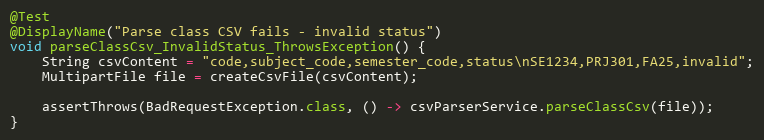 @Test
@DisplayName("Parse class CSV fails - invalid status")
void parseClassCsv_InvalidStatus_ThrowsException() {
    String csvContent = "code,subject_code,semester_code,status\nSE1234,PRJ301,FA25,invalid";
    MultipartFile file = createCsvFile(csvContent);

    assertThrows(BadRequestException.class, () -> csvParserService.parseClassCsv(file));
}